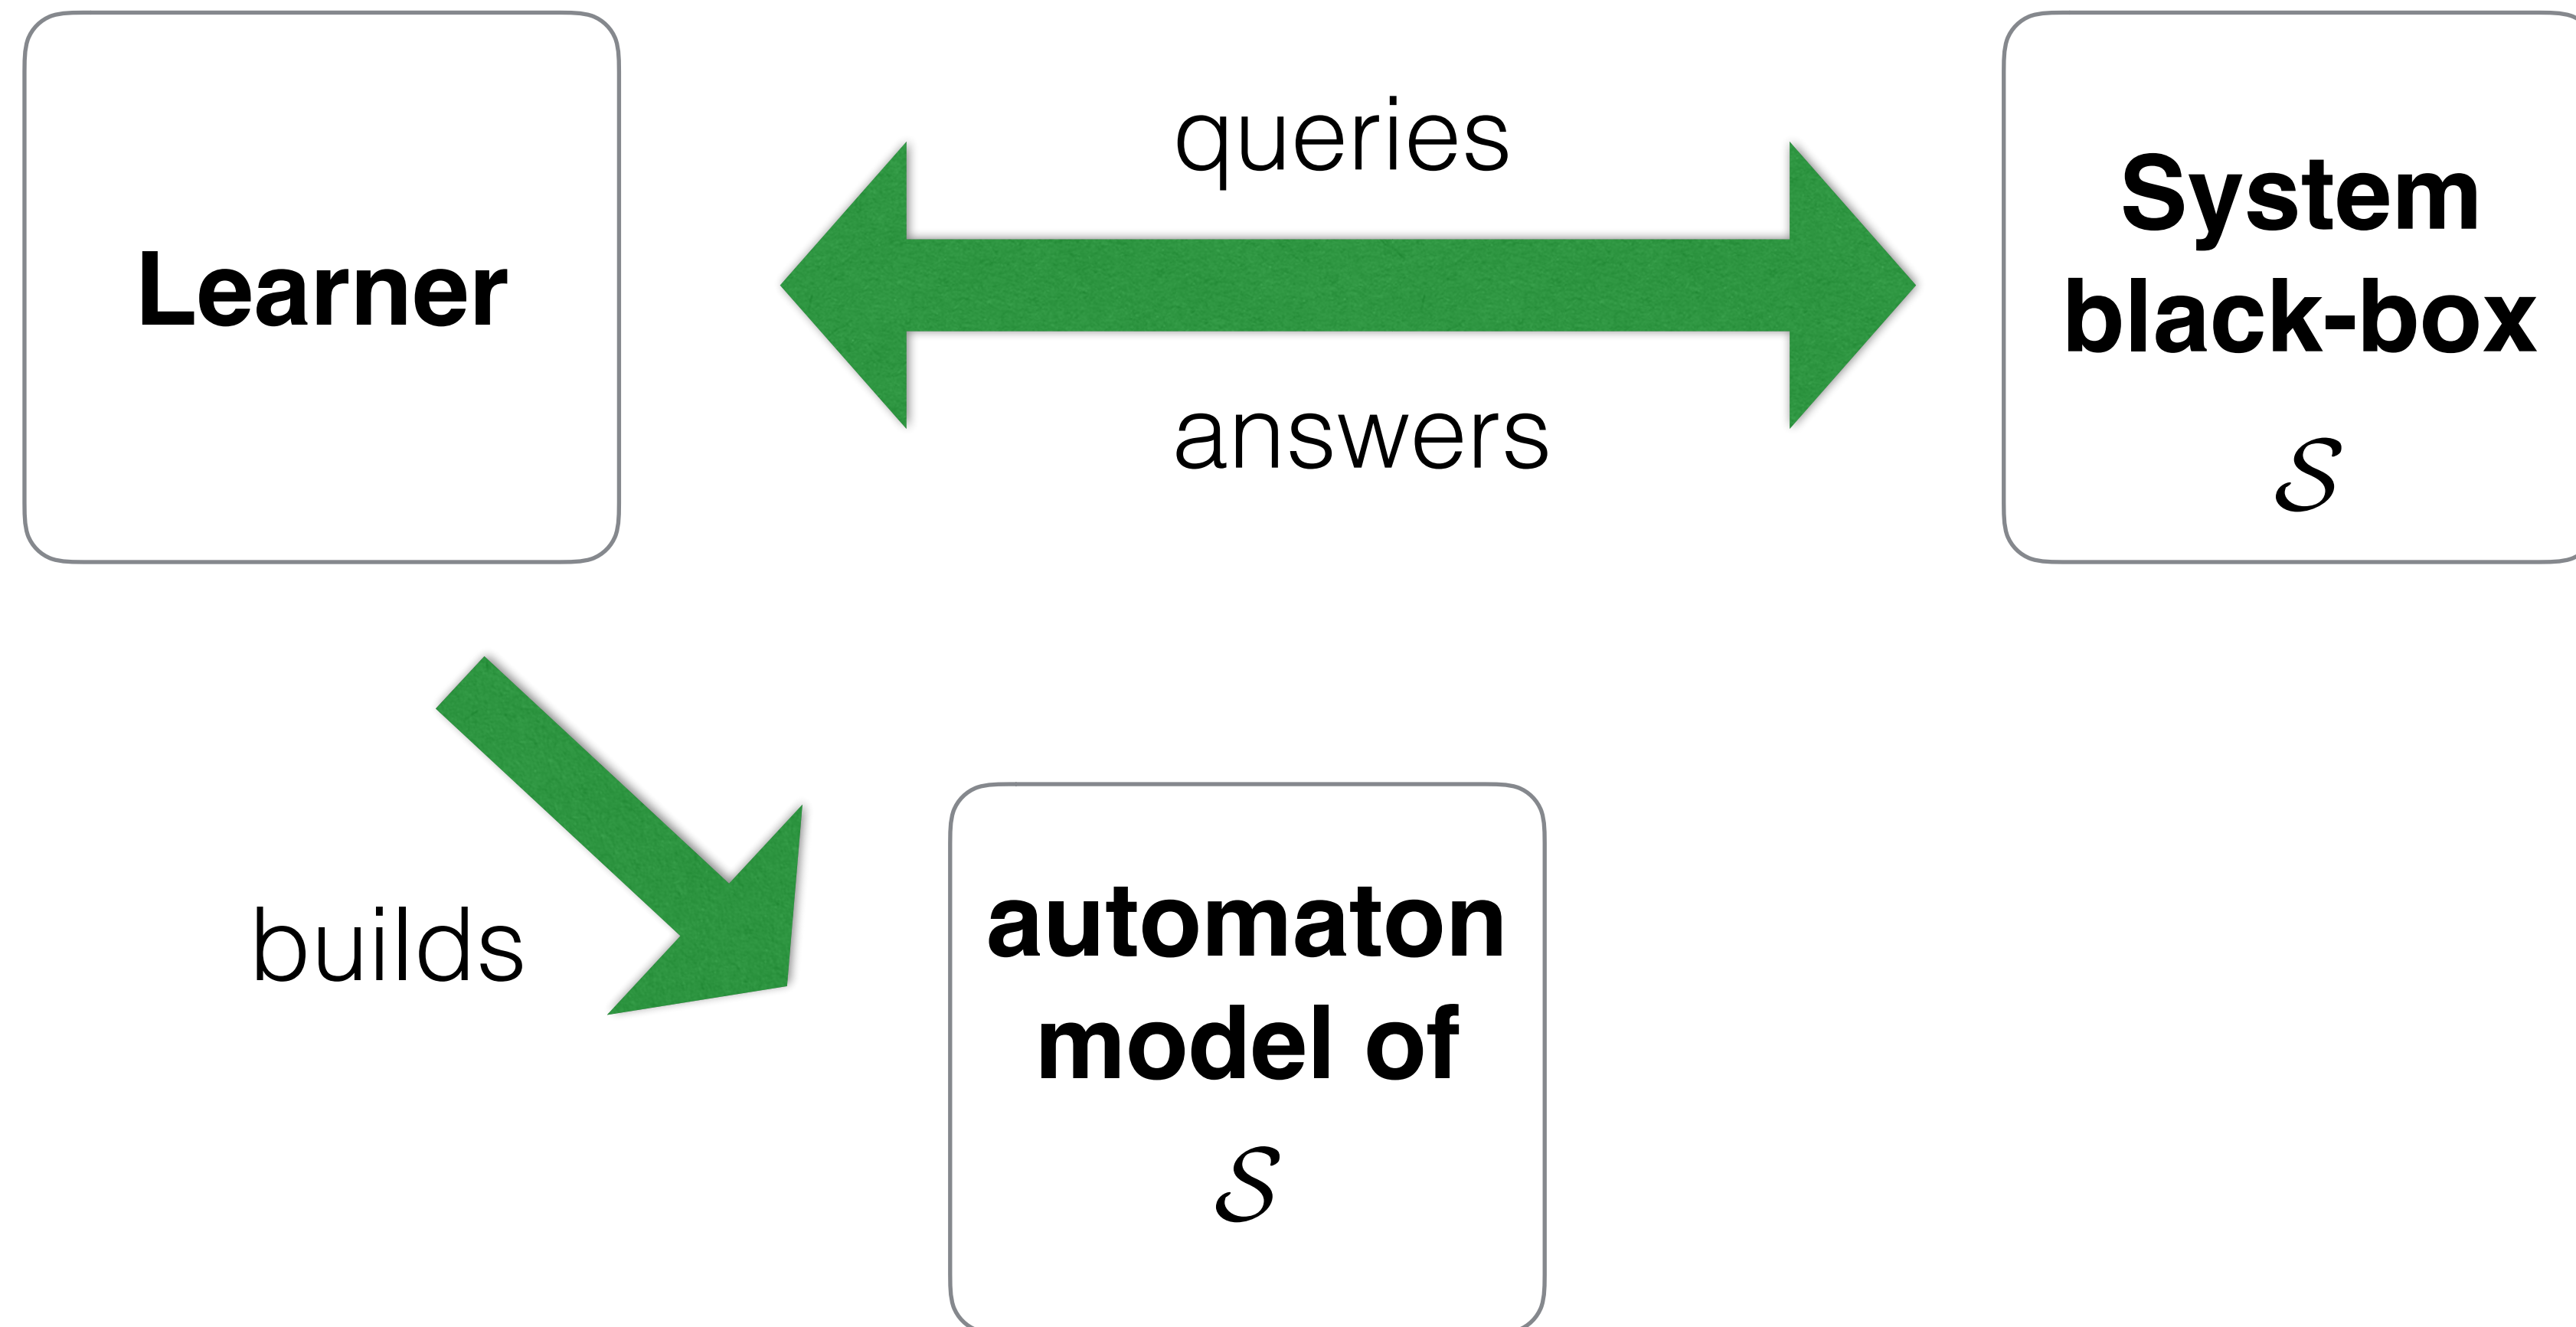 queries
Learner
System
black-box
𝒮
answers
builds
automaton
model of
𝒮